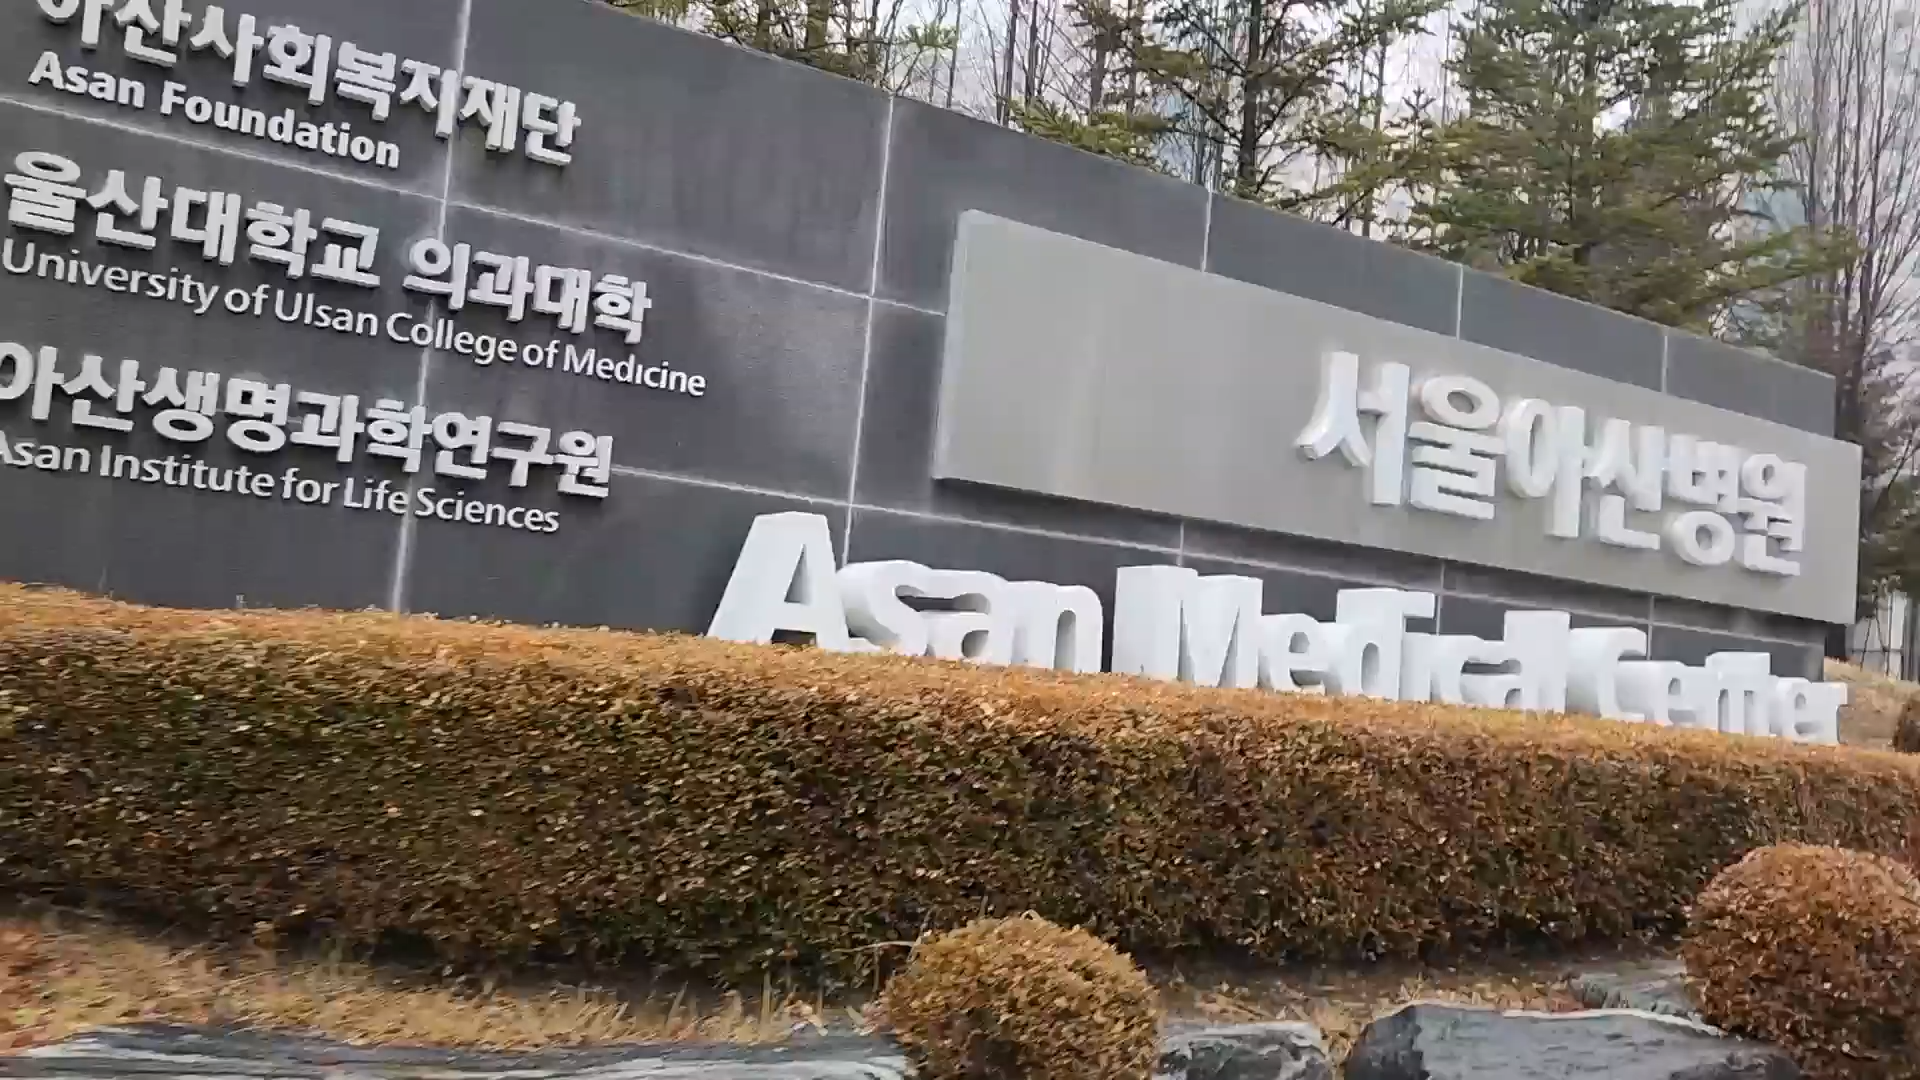 아산사회복지재단
Asan Foundation
울산대학교 의과대학
University of Ulsan College of Medicine
아산생명과학연구원
Asan Institute for Life Sciences
서울아산병원
Asan Medical Center